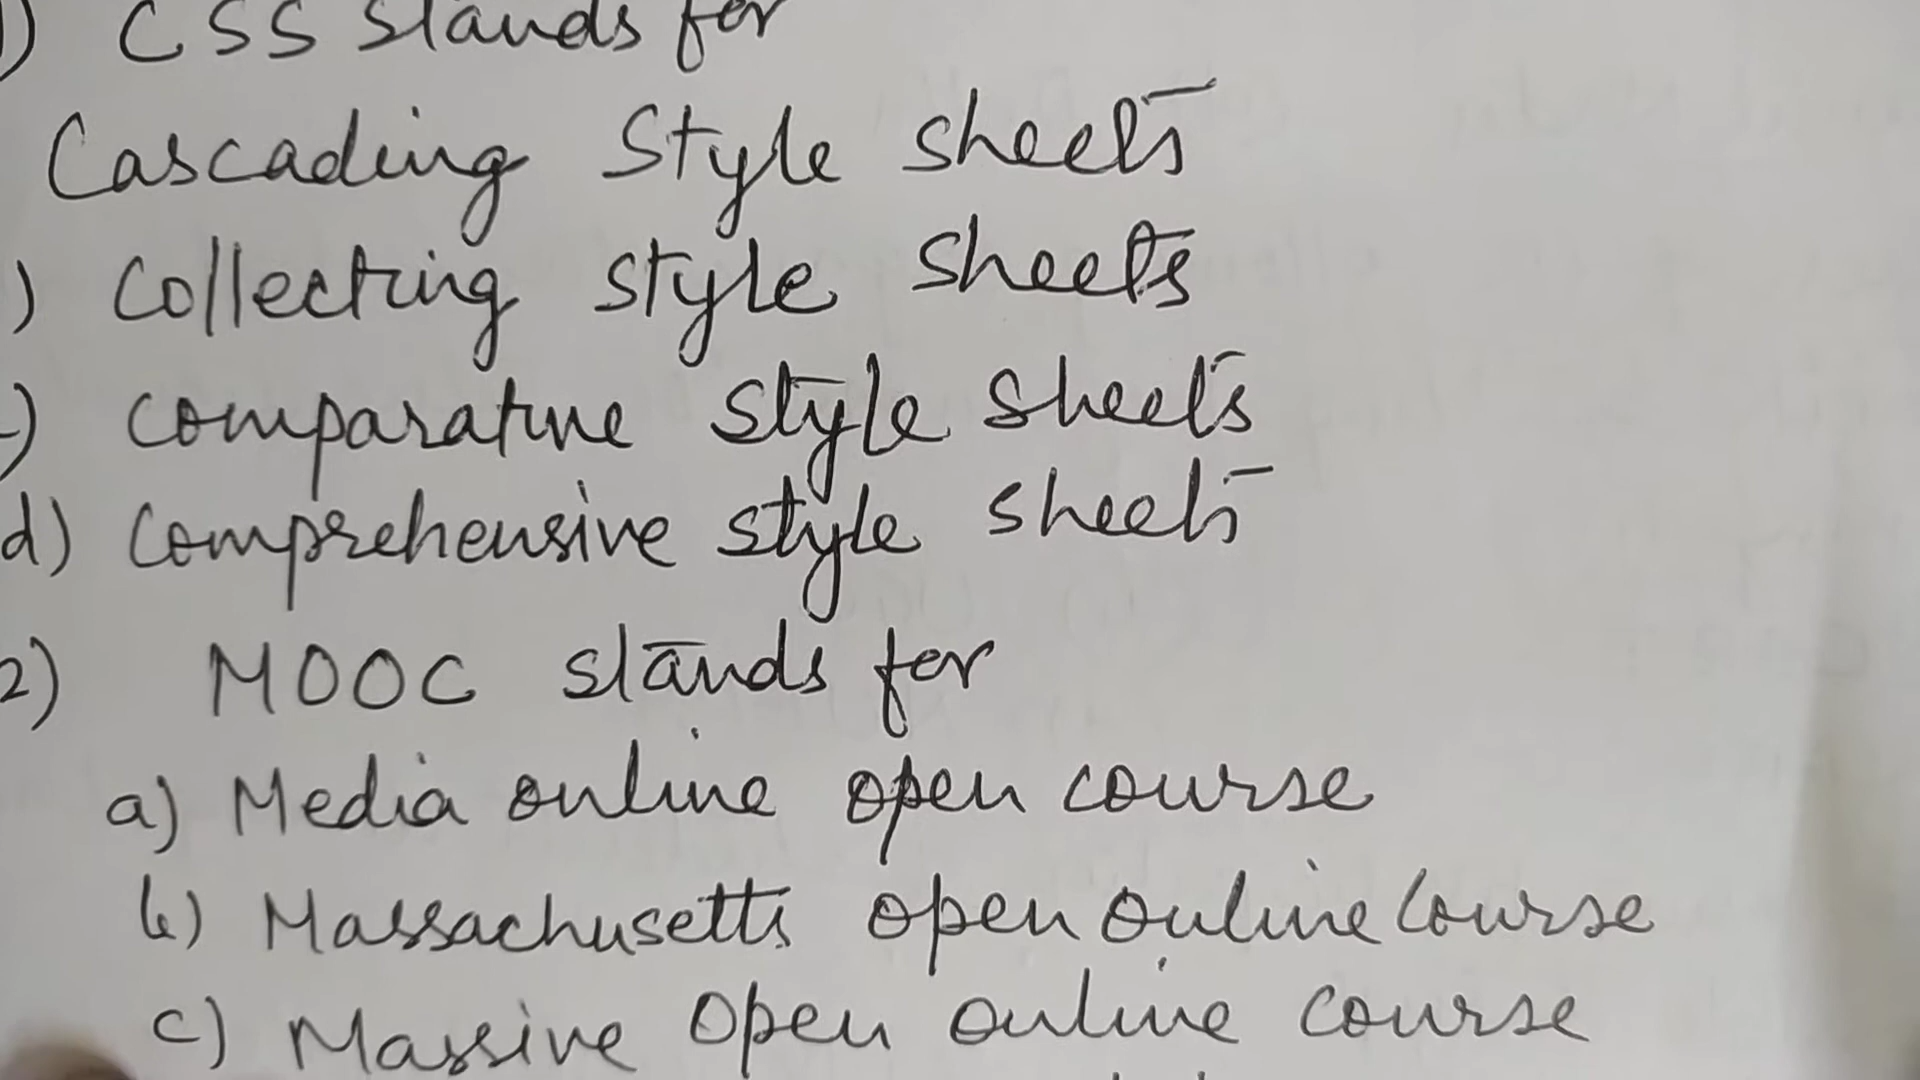 ) CSS stands for
Cascading Style sheets
) Collecting style sheets
) comparative style sheets
d) Comprehensive style sheets
2) MOOC stands for
a) Media online open course
b) Massachusetts open online Course
c) Massive open online course